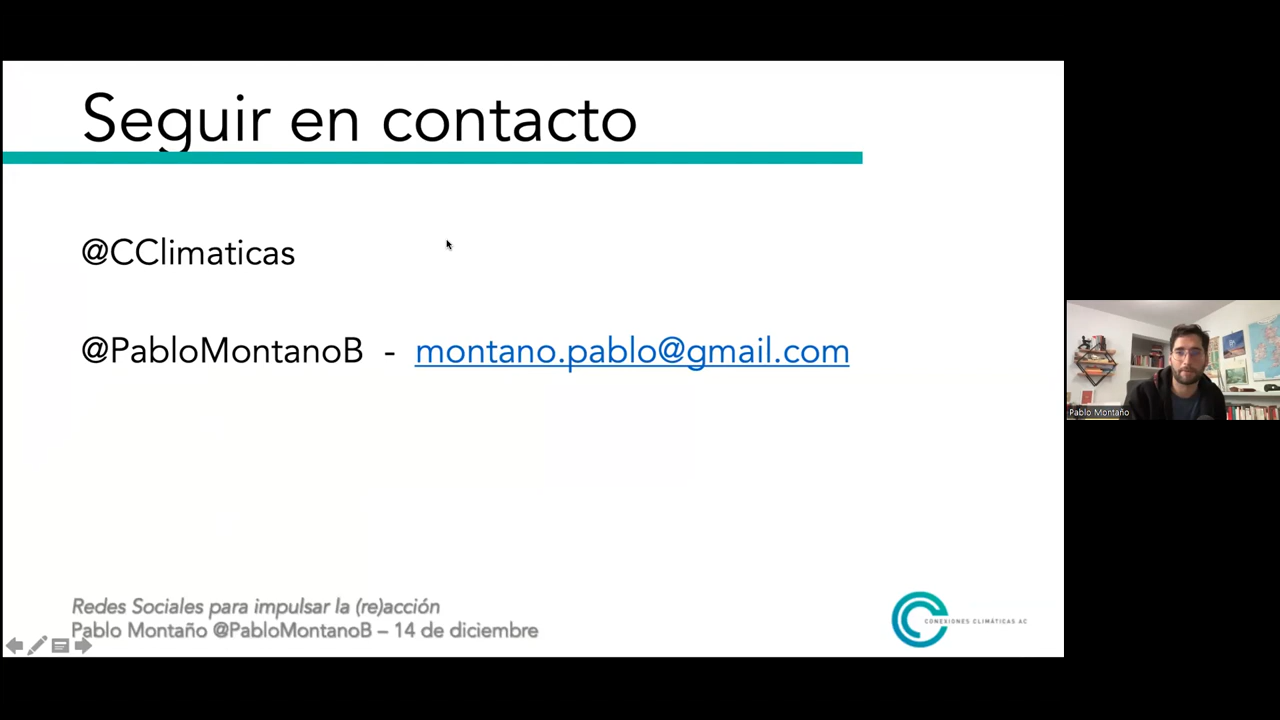 Seguir en contacto
@CClimaticas
@PabloMontanoB - montano.pablo@gmail.com
Redes Sociales para impulsar la (re)acción
Pablo Montaño @PabloMontanoB – 14 de diciembre
CONEXIONES CLIMÁTICAS AC
Pablo Montaño